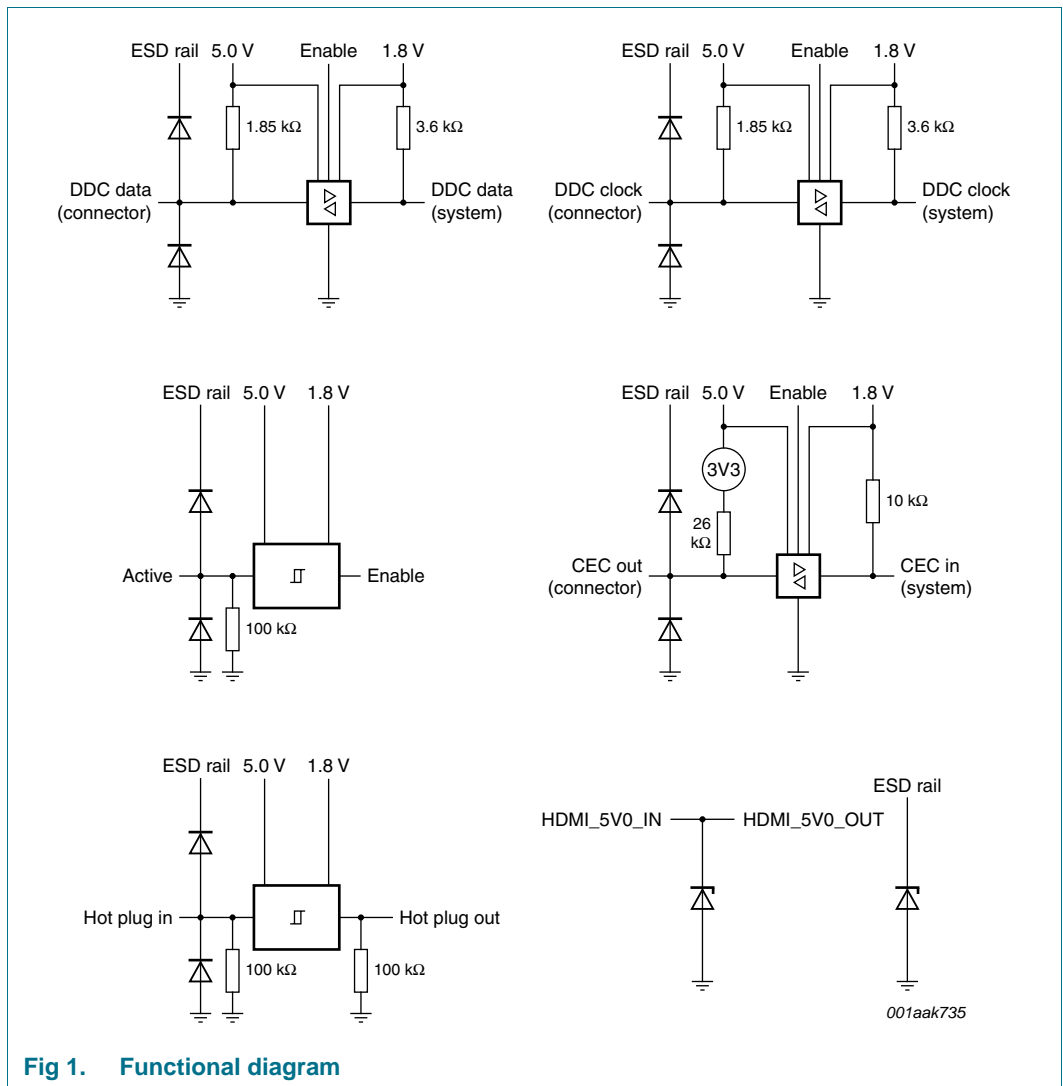 ESD rail 5.0 V Enable 1.8 V
1.85 kΩ 3.6 kΩ
DDC data
(connector)
DDC data
(system)
ESD rail 5.0 V Enable 1.8 V
1.85 kΩ 3.6 kΩ
DDC clock
(connector)
DDC clock
(system)
ESD rail 5.0 V 1.8 V
Active Enable
100 kΩ
ESD rail 5.0 V Enable 1.8 V
3V3
26
kΩ
10 kΩ
CEC out
(connector)
CEC in
(system)
ESD rail 5.0 V 1.8 V
Hot plug in Hot plug out
100 kΩ 100 kΩ
ESD rail
HDMI_5V0_IN HDMI_5V0_OUT
001aak735
Fig 1. Functional diagram